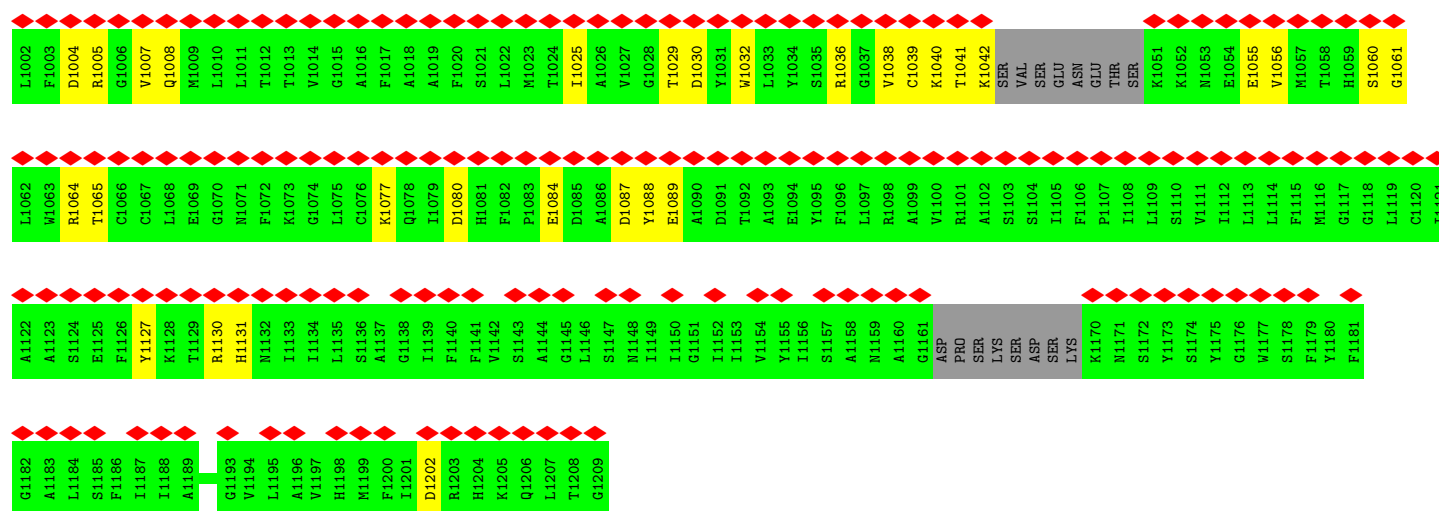 L1002 F1003 D1004 R1005 G1006 V1007 Q1008 M1009 L1010 L1011 T1012 T1013 V1014 G1015 A1016 F1017 A1018 A1019 F1020 S1021 L1022 M1023 T1024 I1025 A1026 V1027 G1028 T1029 D1030 Y1031 W1032 L1033 Y1034 S1035 R1036 G1037 V1038 C1039 K1040 T1041 K1042 SER VAL SER GLU ASN GLU THR SER K1051 K1052 N1053 E1054 E1055 V1056 M1057 T1058 H1059 S1060 G1061
L1062 W1063 R1064 T1065 C1066 C1067 L1068 E1069 G1070 N1071 F1072 K1073 G1074 L1075 C1076 K1077 Q1078 I1079 D1080 H1081 F1082 P1083 E1084 D1085 A1086 D1087 Y1088 E1089 A1090 D1091 T1092 A1093 E1094 Y1095 F1096 L1097 R1098 A1099 V1100 R1101 A1102 S1103 S1104 I1105 F1106 P1107 I1108 L1109 S1110 V1111 I1112 L1113 L1114 F1115 M1116 G1117 G1118 L1119 C1120 I1121
A1122 A1123 S1124 E1125 F1126 Y1127 K1128 T1129 R1130 H1131 N1132 I1133 I1134 L1135 S1136 A1137 G1138 I1139 F1140 F1141 V1142 S1143 A1144 G1145 L1146 S1147 N1148 I1149 I1150 G1151 I1152 I1153 V1154 Y1155 I1156 S1157 A1158 N1159 A1160 G1161 ASP PRO SER LYS SER ASP SER LYS K1170 N1171 S1172 Y1173 S1174 Y1175 G1176 W1177 S1178 F1179 Y1180 F1181
G1182 A1183 L1184 S1185 F1186 I1187 I1188 A1189 G1193 V1194 L1195 A1196 V1197 H1198 M1199 F1200 I1201 D1202 R1203 H1204 K1205 Q1206 L1207 T1208 G1209